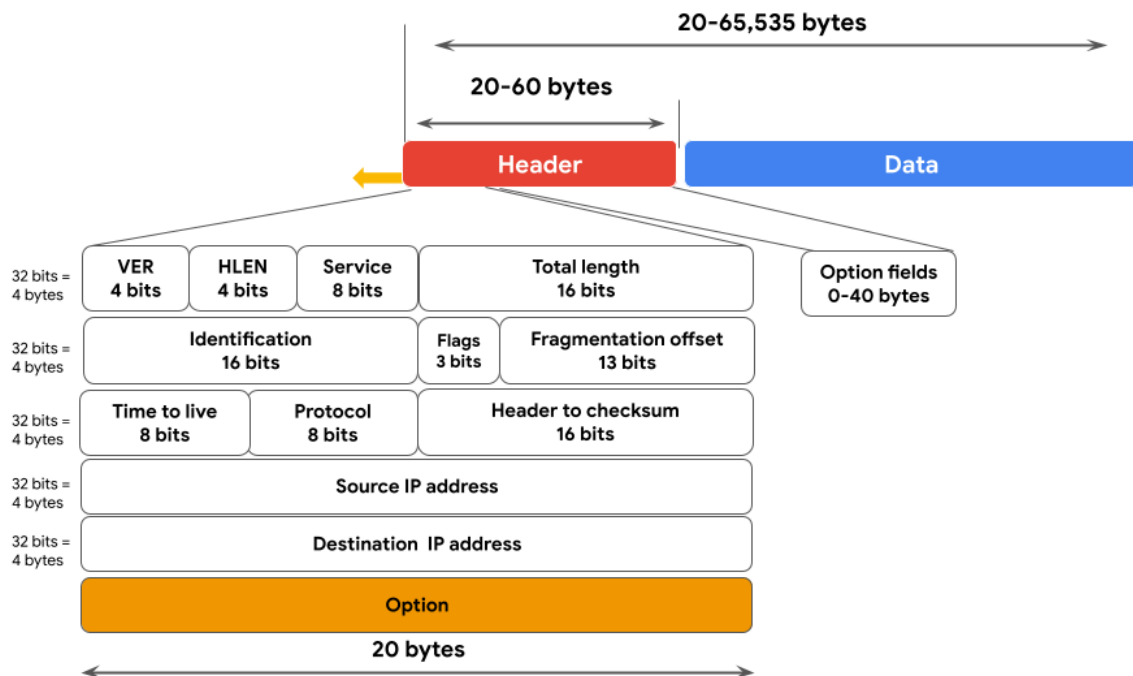 20-65,535 bytes
20-60 bytes
Header
Data
32 bits =
4 bytes
VER
4 bits
HLEN
4 bits
Service
8 bits
Total length
16 bits
Option fields
0-40 bytes
32 bits =
4 bytes
Identification
16 bits
Flags
3 bits
Fragmentation offset
13 bits
32 bits =
4 bytes
Time to live
8 bits
Protocol
8 bits
Header to checksum
16 bits
32 bits =
4 bytes
Source IP address
32 bits =
4 bytes
Destination IP address
Option
20 bytes